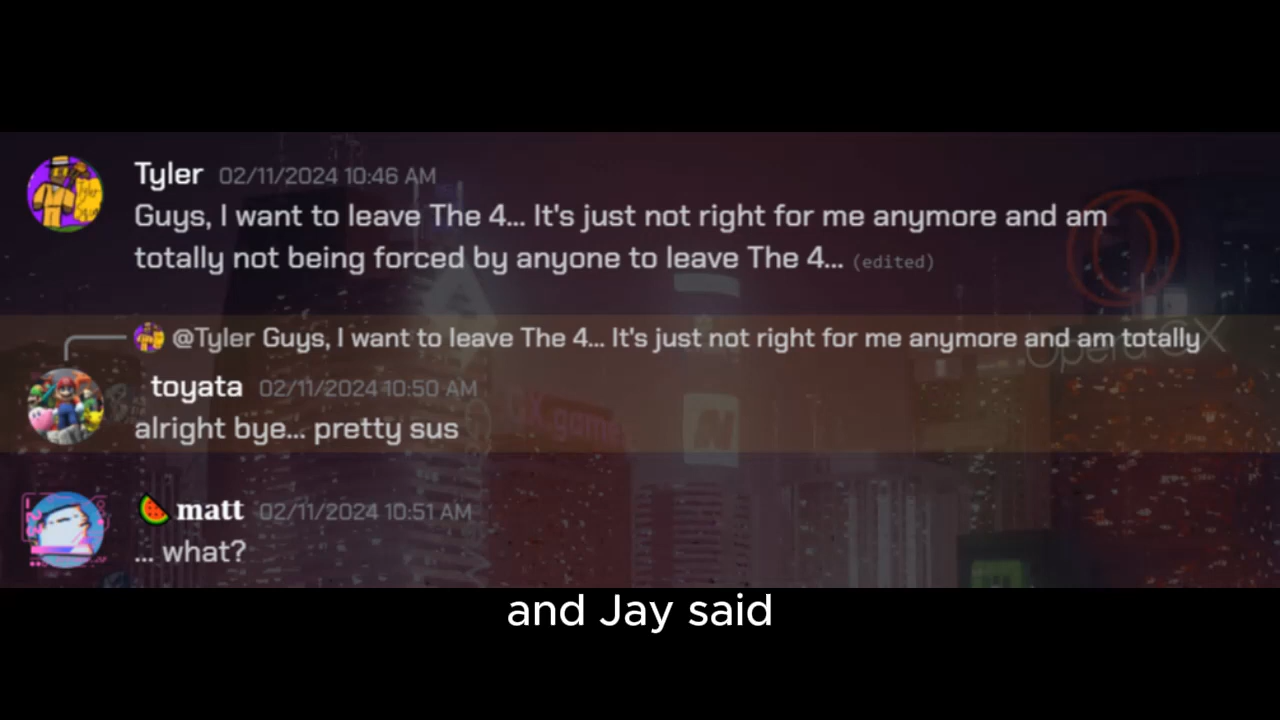 Tyler 02/11/2024 10:46 AM
Guys, I want to leave The 4... It's just not right for me anymore and am
totally not being forced by anyone to leave The 4... (edited)
@Tyler Guys, I want to leave The 4... It's just not right for me anymore and am totally
toyata 02/11/2024 10:50 AM
alright bye... pretty sus
Opera GX
X game
N
🍉 matt 02/11/2024 10:51 AM
... what?
and Jay said